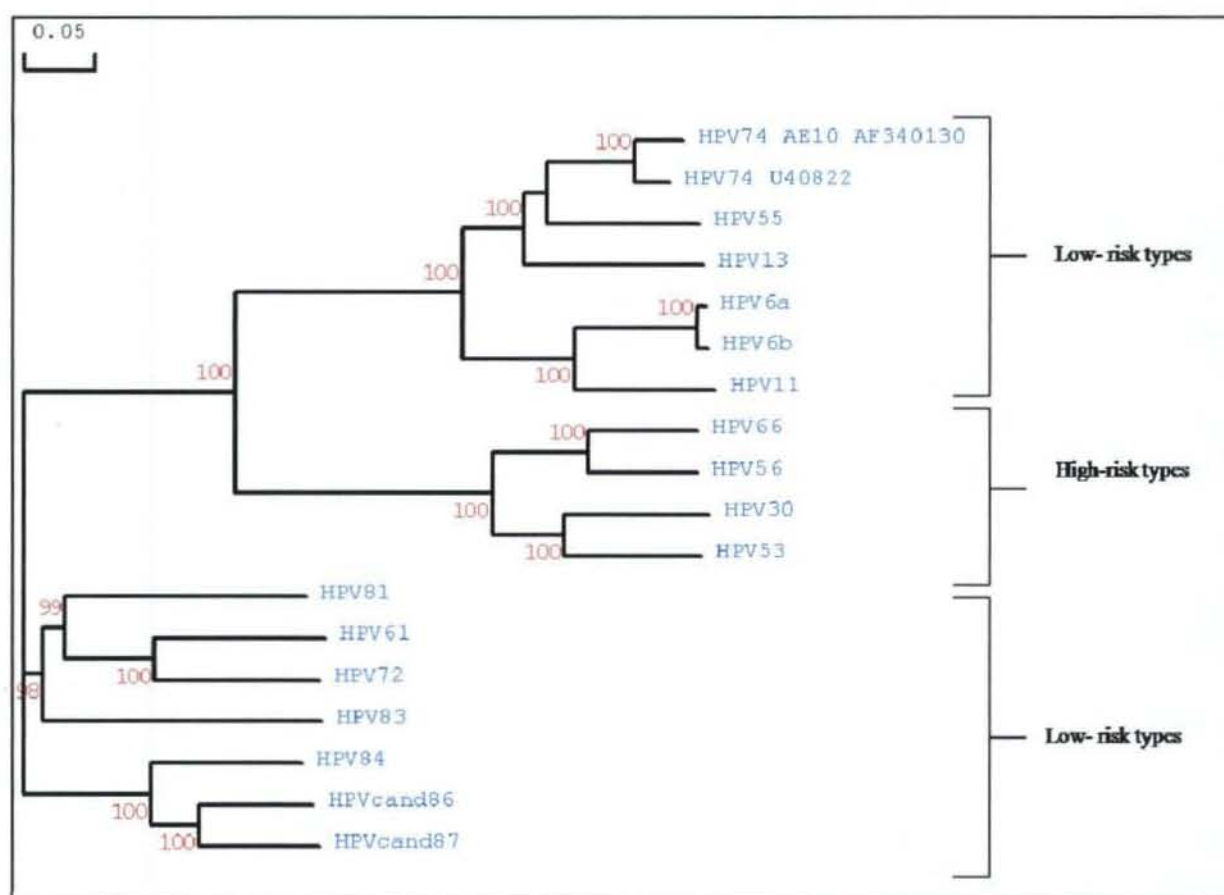 0.05
100
HPV74 AE10 AF340130
HPV74 U40822
100
HPV55
HPV13
100
100
HPV6a
HPV6b
100
HPV11
Low- risk types
100
100
HPV66
HPV56
100
HPV30
100
HPV53
High-risk types
HPV81
99
HPV61
100
HPV72
98
HPV83
HPV84
100
HPVcand86
100
HPVcand87
Low- risk types